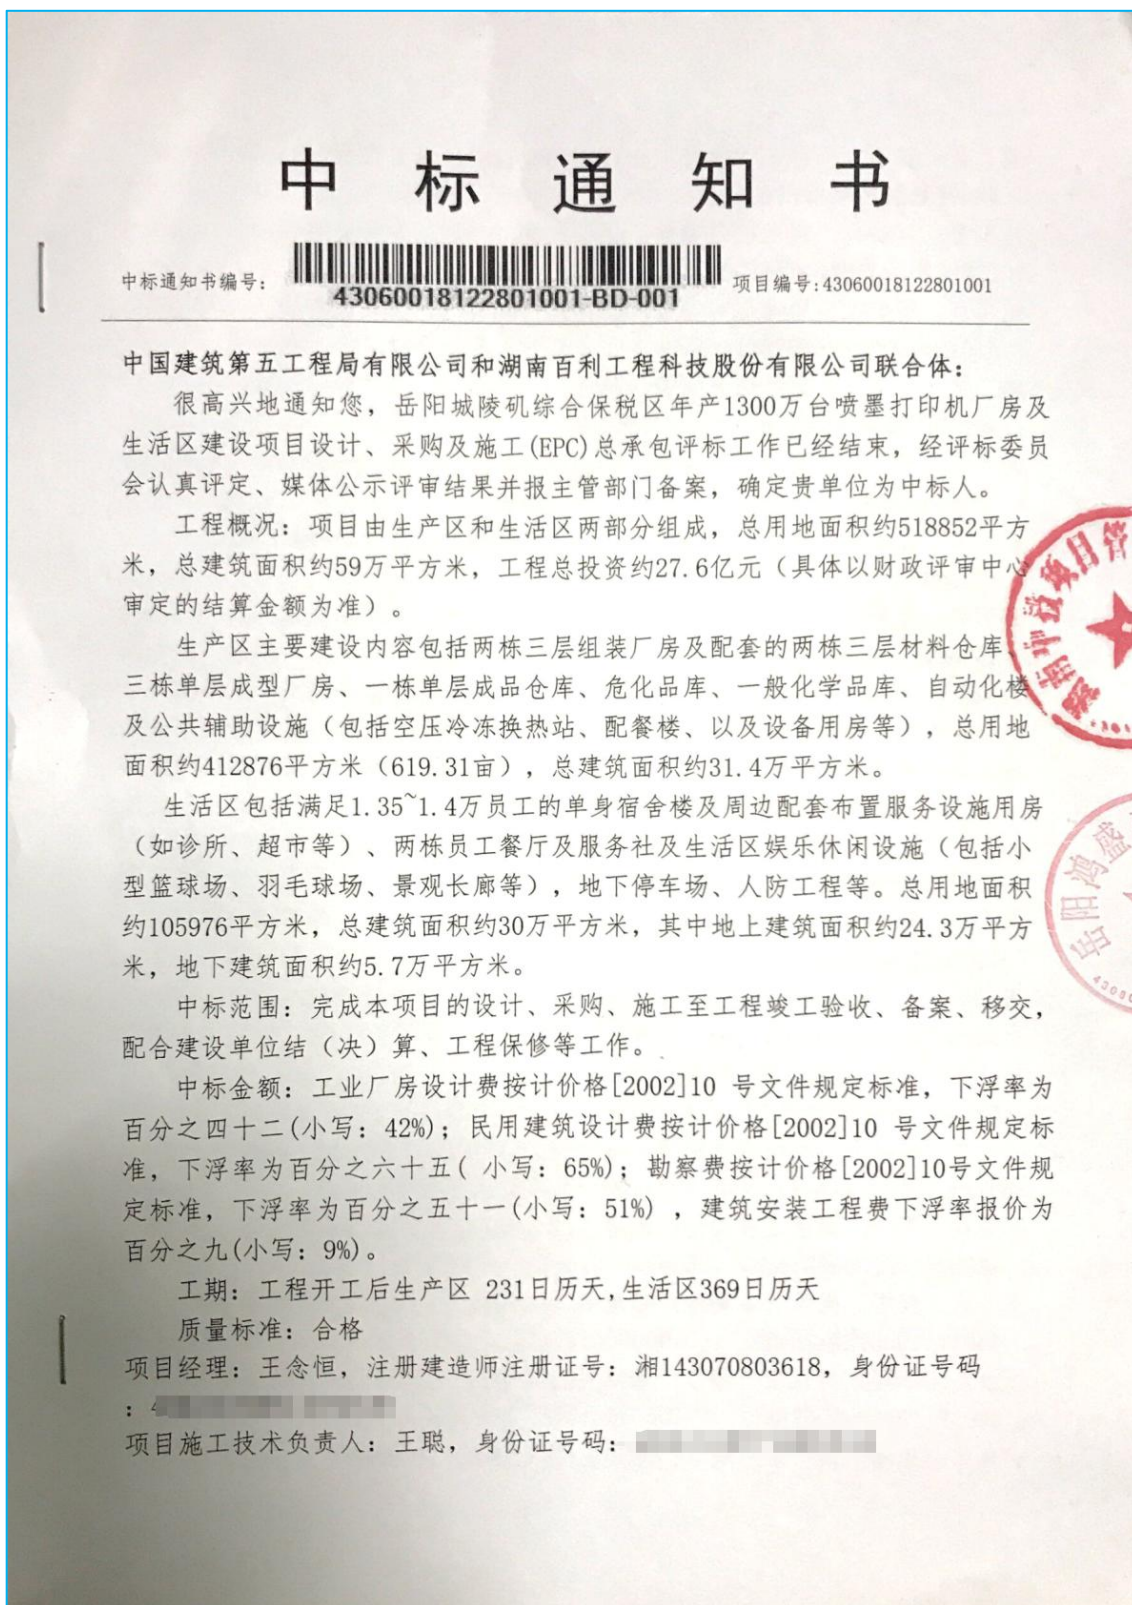 中标通知书
中标通知书编号：
43060018122801001-BD-001
项目编号:43060018122801001
中国建筑第五工程局有限公司和湖南百利工程科技股份有限公司联合体：
很高兴地通知您，岳阳城陵矶综合保税区年产1300万台喷墨打印机厂房及
生活区建设项目设计、采购及施工(EPC)总承包评标工作已经结束，经评标委员
会认真评定、媒体公示评审结果并报主管部门备案，确定贵单位为中标人。
工程概况：项目由生产区和生活区两部分组成，总用地面积约518852平方
米，总建筑面积约59万平方米，工程总投资约27.6亿元（具体以财政评审中心
审定的结算金额为准）。
生产区主要建设内容包括两栋三层组装厂房及配套的两栋三层材料仓库、
三栋单层成型厂房、一栋单层成品仓库、危化品库、一般化学品库、自动化楼
及公共辅助设施（包括空压冷冻换热站、配餐楼、以及设备用房等），总用地
面积约412876平方米（619.31亩），总建筑面积约31.4万平方米。
生活区包括满足1.35~1.4万员工的单身宿舍楼及周边配套布置服务设施用房
（如诊所、超市等）、两栋员工餐厅及服务社及生活区娱乐休闲设施（包括小
型篮球场、羽毛球场、景观长廊等），地下停车场、人防工程等。总用地面积
约105976平方米，总建筑面积约30万平方米，其中地上建筑面积约24.3万平方
米，地下建筑面积约5.7万平方米。
中标范围：完成本项目的设计、采购、施工至工程竣工验收、备案、移交，
配合建设单位结（决）算、工程保修等工作。
中标金额：工业厂房设计费按计价格[2002]10 号文件规定标准，下浮率为
百分之四十二(小写：42%)；民用建筑设计费按计价格[2002]10 号文件规定标
准，下浮率为百分之六十五( 小写：65%)；勘察费按计价格[2002]10号文件规
定标准，下浮率为百分之五十一(小写：51%) ，建筑安装工程费下浮率报价为
百分之九(小写：9%)。
工期：工程开工后生产区 231日历天,生活区369日历天
质量标准：合格
项目经理：王念恒，注册建造师注册证号：湘143070803618，身份证号码
：4
项目施工技术负责人：王聪，身份证号码：
项目管
岳阳鸿盛